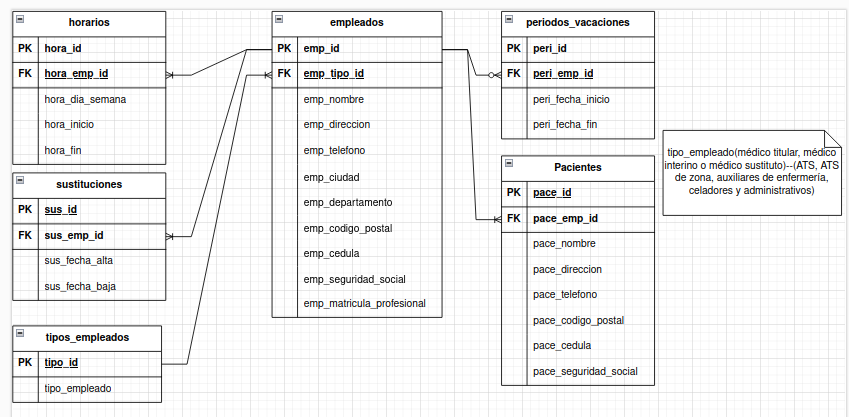 horarios
PK hora_id
FK hora_emp_id
hora_dia_semana
hora_inicio
hora_fin
sustituciones
PK sus_id
FK sus_emp_id
sus_fecha_alta
sus_fecha_baja
tipos_empleados
PK tipo_id
tipo_empleado
empleados
PK emp_id
FK emp_tipo_id
emp_nombre
emp_direccion
emp_telefono
emp_ciudad
emp_departamento
emp_codigo_postal
emp_cedula
emp_seguridad_social
emp_matricula_profesional
periodos_vacaciones
PK peri_id
FK peri_emp_id
peri_fecha_inicio
peri_fecha_fin
Pacientes
PK pace_id
FK pace_emp_id
pace_nombre
pace_direccion
pace_telefono
pace_codigo_postal
pace_cedula
pace_seguridad_social
tipo_empleado(médico titular, médico
interino o médico sustituto)--(ATS, ATS
de zona, auxiliares de enfermería,
celadores y administrativos)